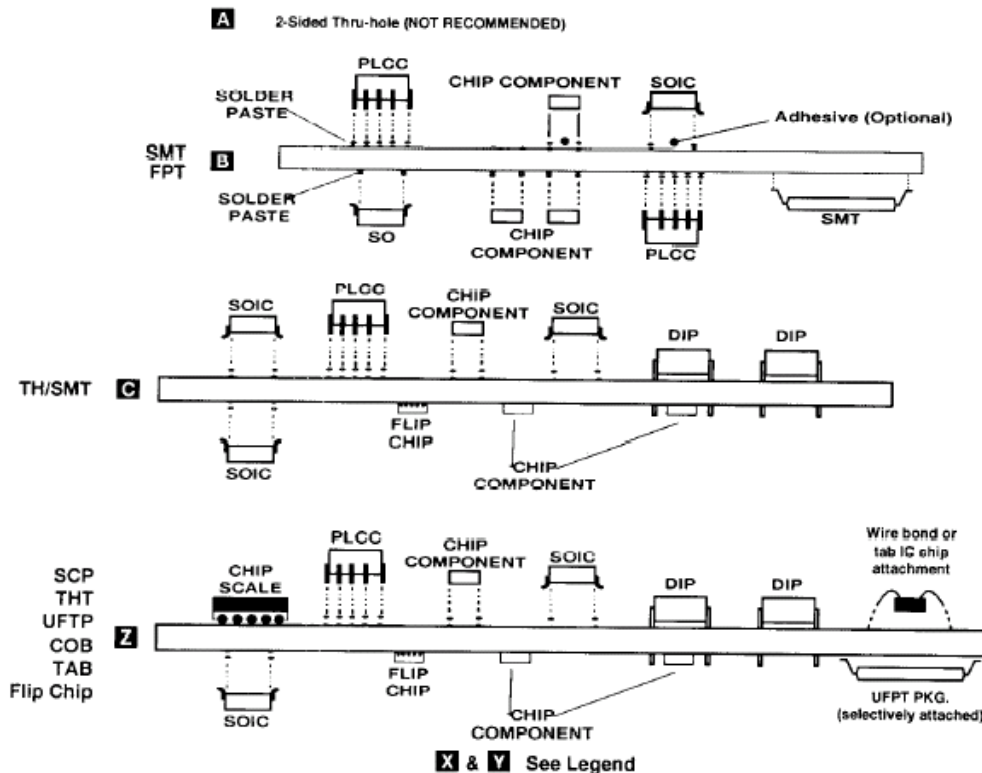 A 2-Sided Thru-hole (NOT RECOMMENDED)
PLCC
CHIP COMPONENT
SOIC
SOLDER
PASTE
Adhesive (Optional)
SMT
FPT
B
SOLDER
PASTE
SO
CHIP
COMPONENT
PLCC
SMT
SOIC
PLCC
CHIP
COMPONENT
SOIC
DIP
DIP
TH/SMT
C
FLIP
CHIP
SOIC
CHIP
COMPONENT
SCP
THT
UFTP
COB
TAB
Flip Chip
Z
CHIP
SCALE
PLCC
CHIP
COMPONENT
SOIC
DIP
DIP
Wire bond or
tab IC ship
attachment
FLIP
CHIP
SOIC
CHIP
COMPONENT
UFPT PKG.
(selectively attached)
X & Y See Legend